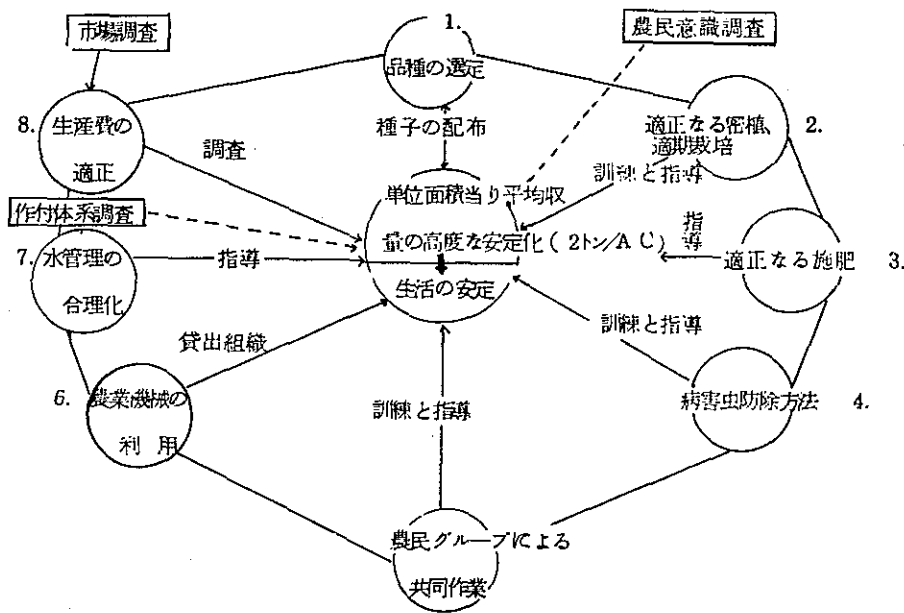 市場調査
1.
農民意識調査
品種の選定
8.
生産費の
適正
調査
種子の配布
適正なる密植、
適期栽培
2.
訓練と指導
単位面積当り平均収
作付体系調査
量の高度な安定化(2トン/AC)
指導
7.
水管理の
合理化
指導
適正なる施肥
3.
生活の安定
訓練と指導
貸出組織
6.
農業機械の
利用
訓練と指導
病害虫防除方法
4.
農民グループによる
共同作業